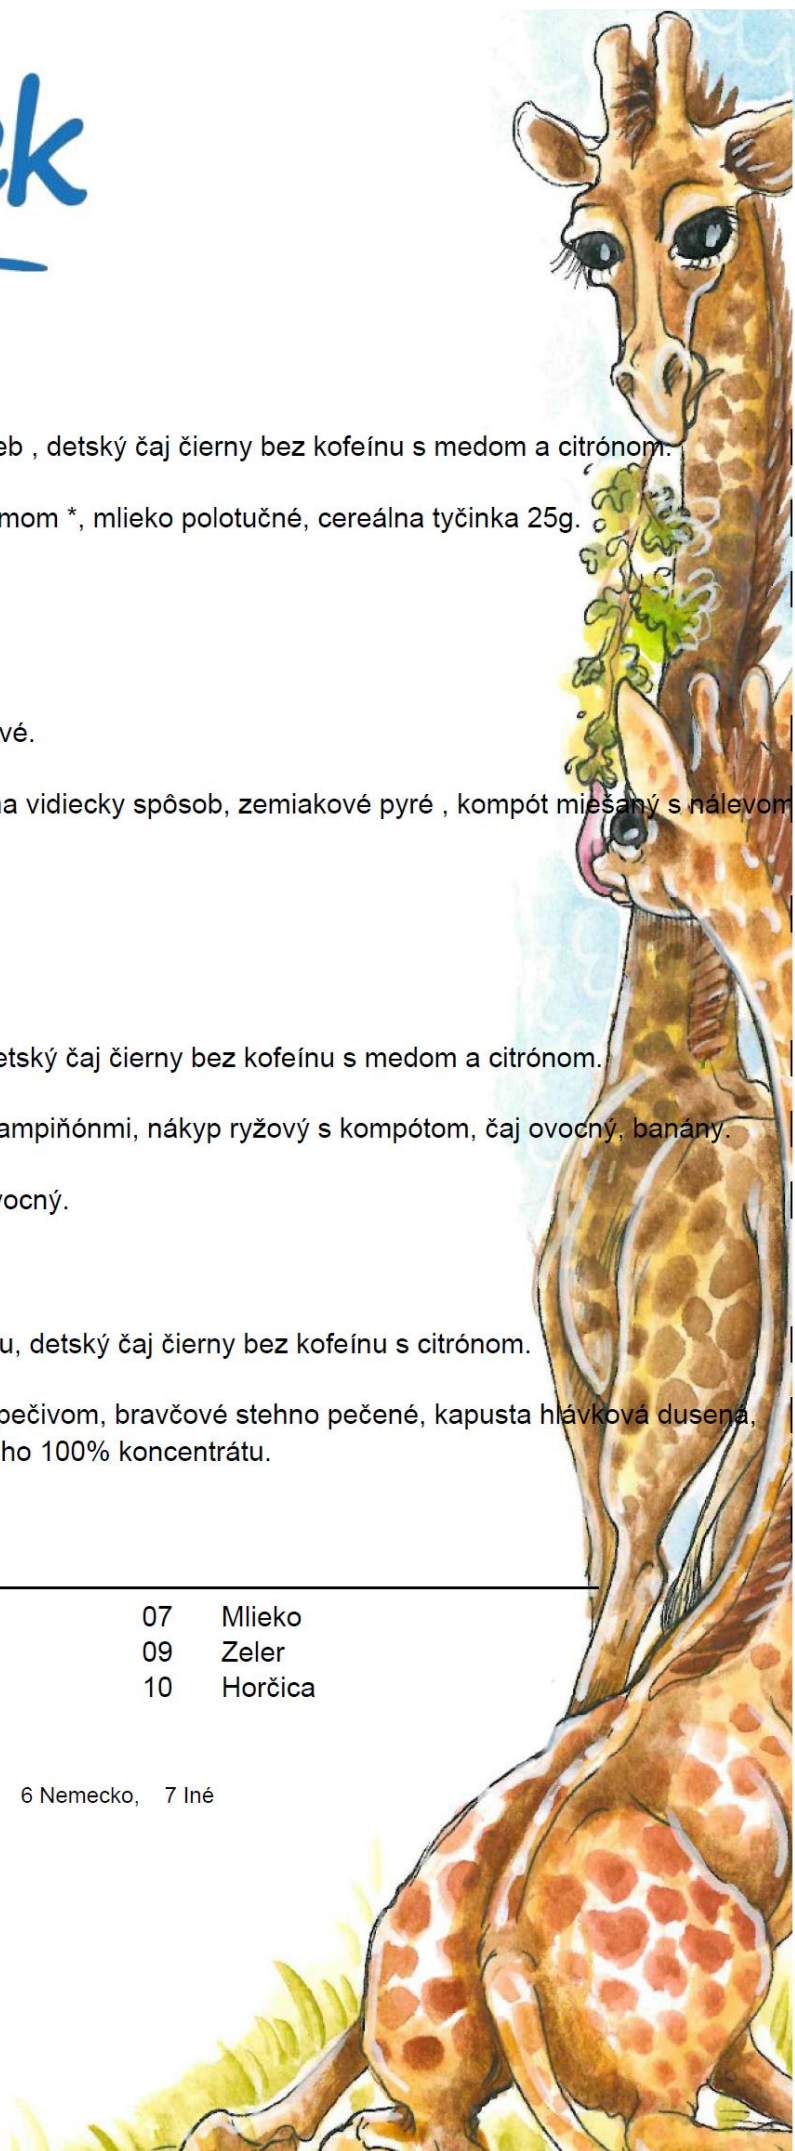 k
eb , detský čaj čierny bez kofeínu s medom a citrónom.
mom *, mlieko polotučné, cereálna tyčinka 25g.
vé.
na vidiecky spôsob, zemiakové pyré , kompót miešaný s nálevom
etský čaj čierny bez kofeínu s medom a citrónom.
ampiňónmi, nákyp ryžový s kompótom, čaj ovocný, banány.
vocný.
u, detský čaj čierny bez kofeínu s citrónom.
pečivom, bravčové stehno pečené, kapusta hlávková dusená,
ho 100% koncentrátu.
07 Mlieko
09 Zeler
10 Horčica
6 Nemecko, 7 Iné